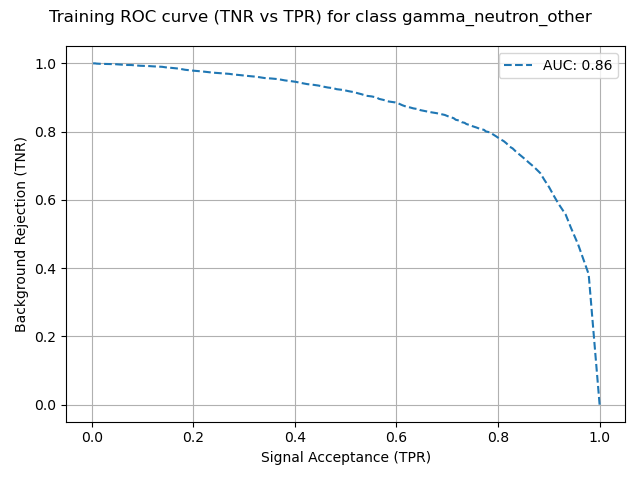 Training ROC curve (TNR vs TPR) for class gamma_neutron_other
AUC: 0.86
Background Rejection (TNR)
1.0
0.8
0.6
0.4
0.2
0.0
0.0 0.2 0.4 0.6 0.8 1.0
Signal Acceptance (TPR)